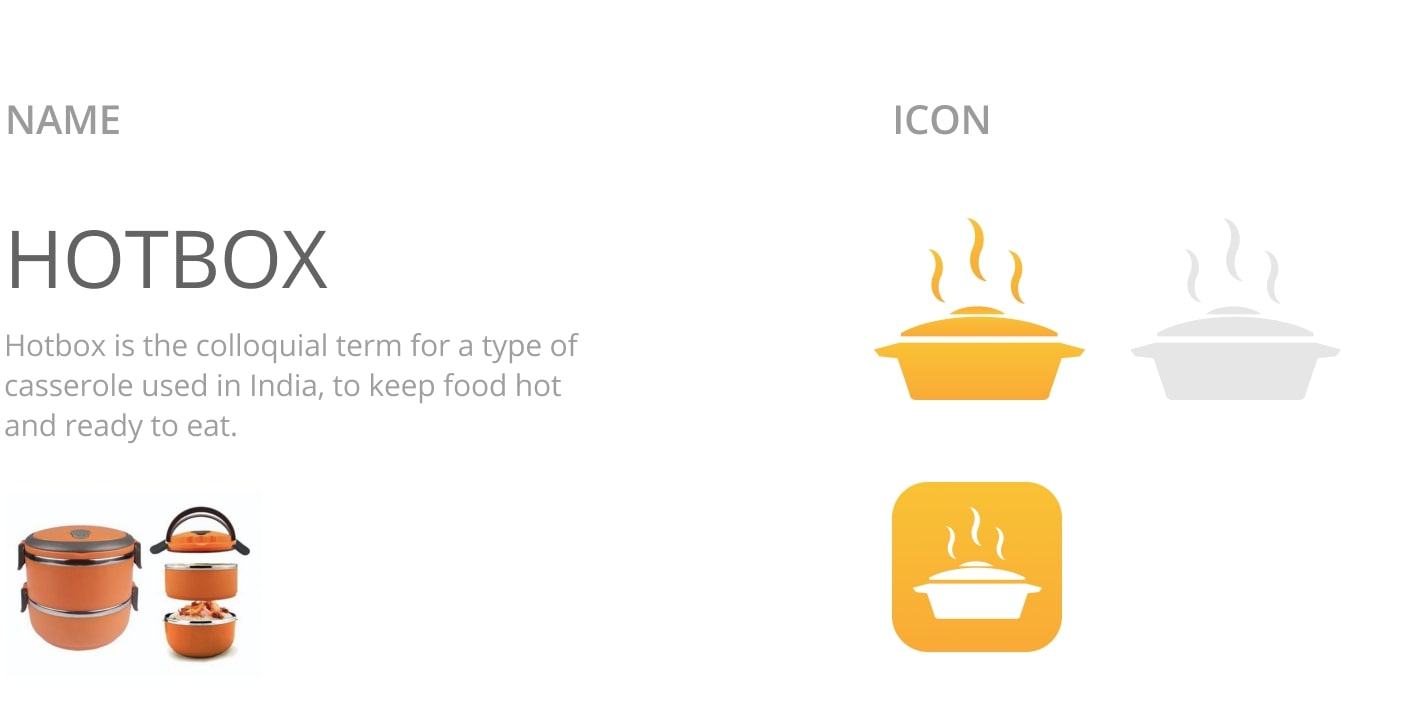 NAME
HOTBOX
Hotbox is the colloquial term for a type of
casserole used in India, to keep food hot
and ready to eat.
ICON